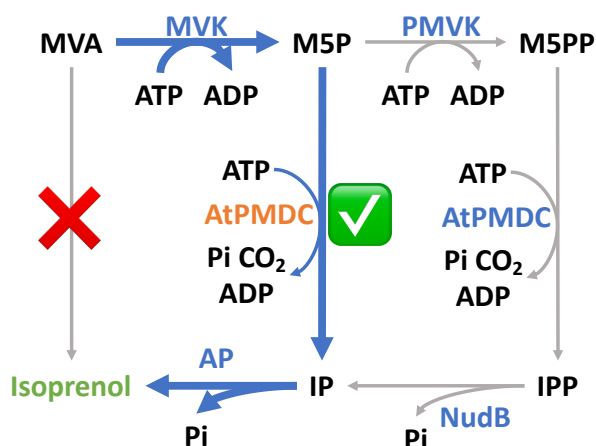 MVK
PMVK
MVA
M5P
M5PP
ATP ADP
ATP ADP
ATP
ATP
AtPMDC
AtPMDC
Pi CO₂
ADP
Pi CO₂
ADP
AP
Isoprenol
IP
IPP
NudB
Pi
Pi